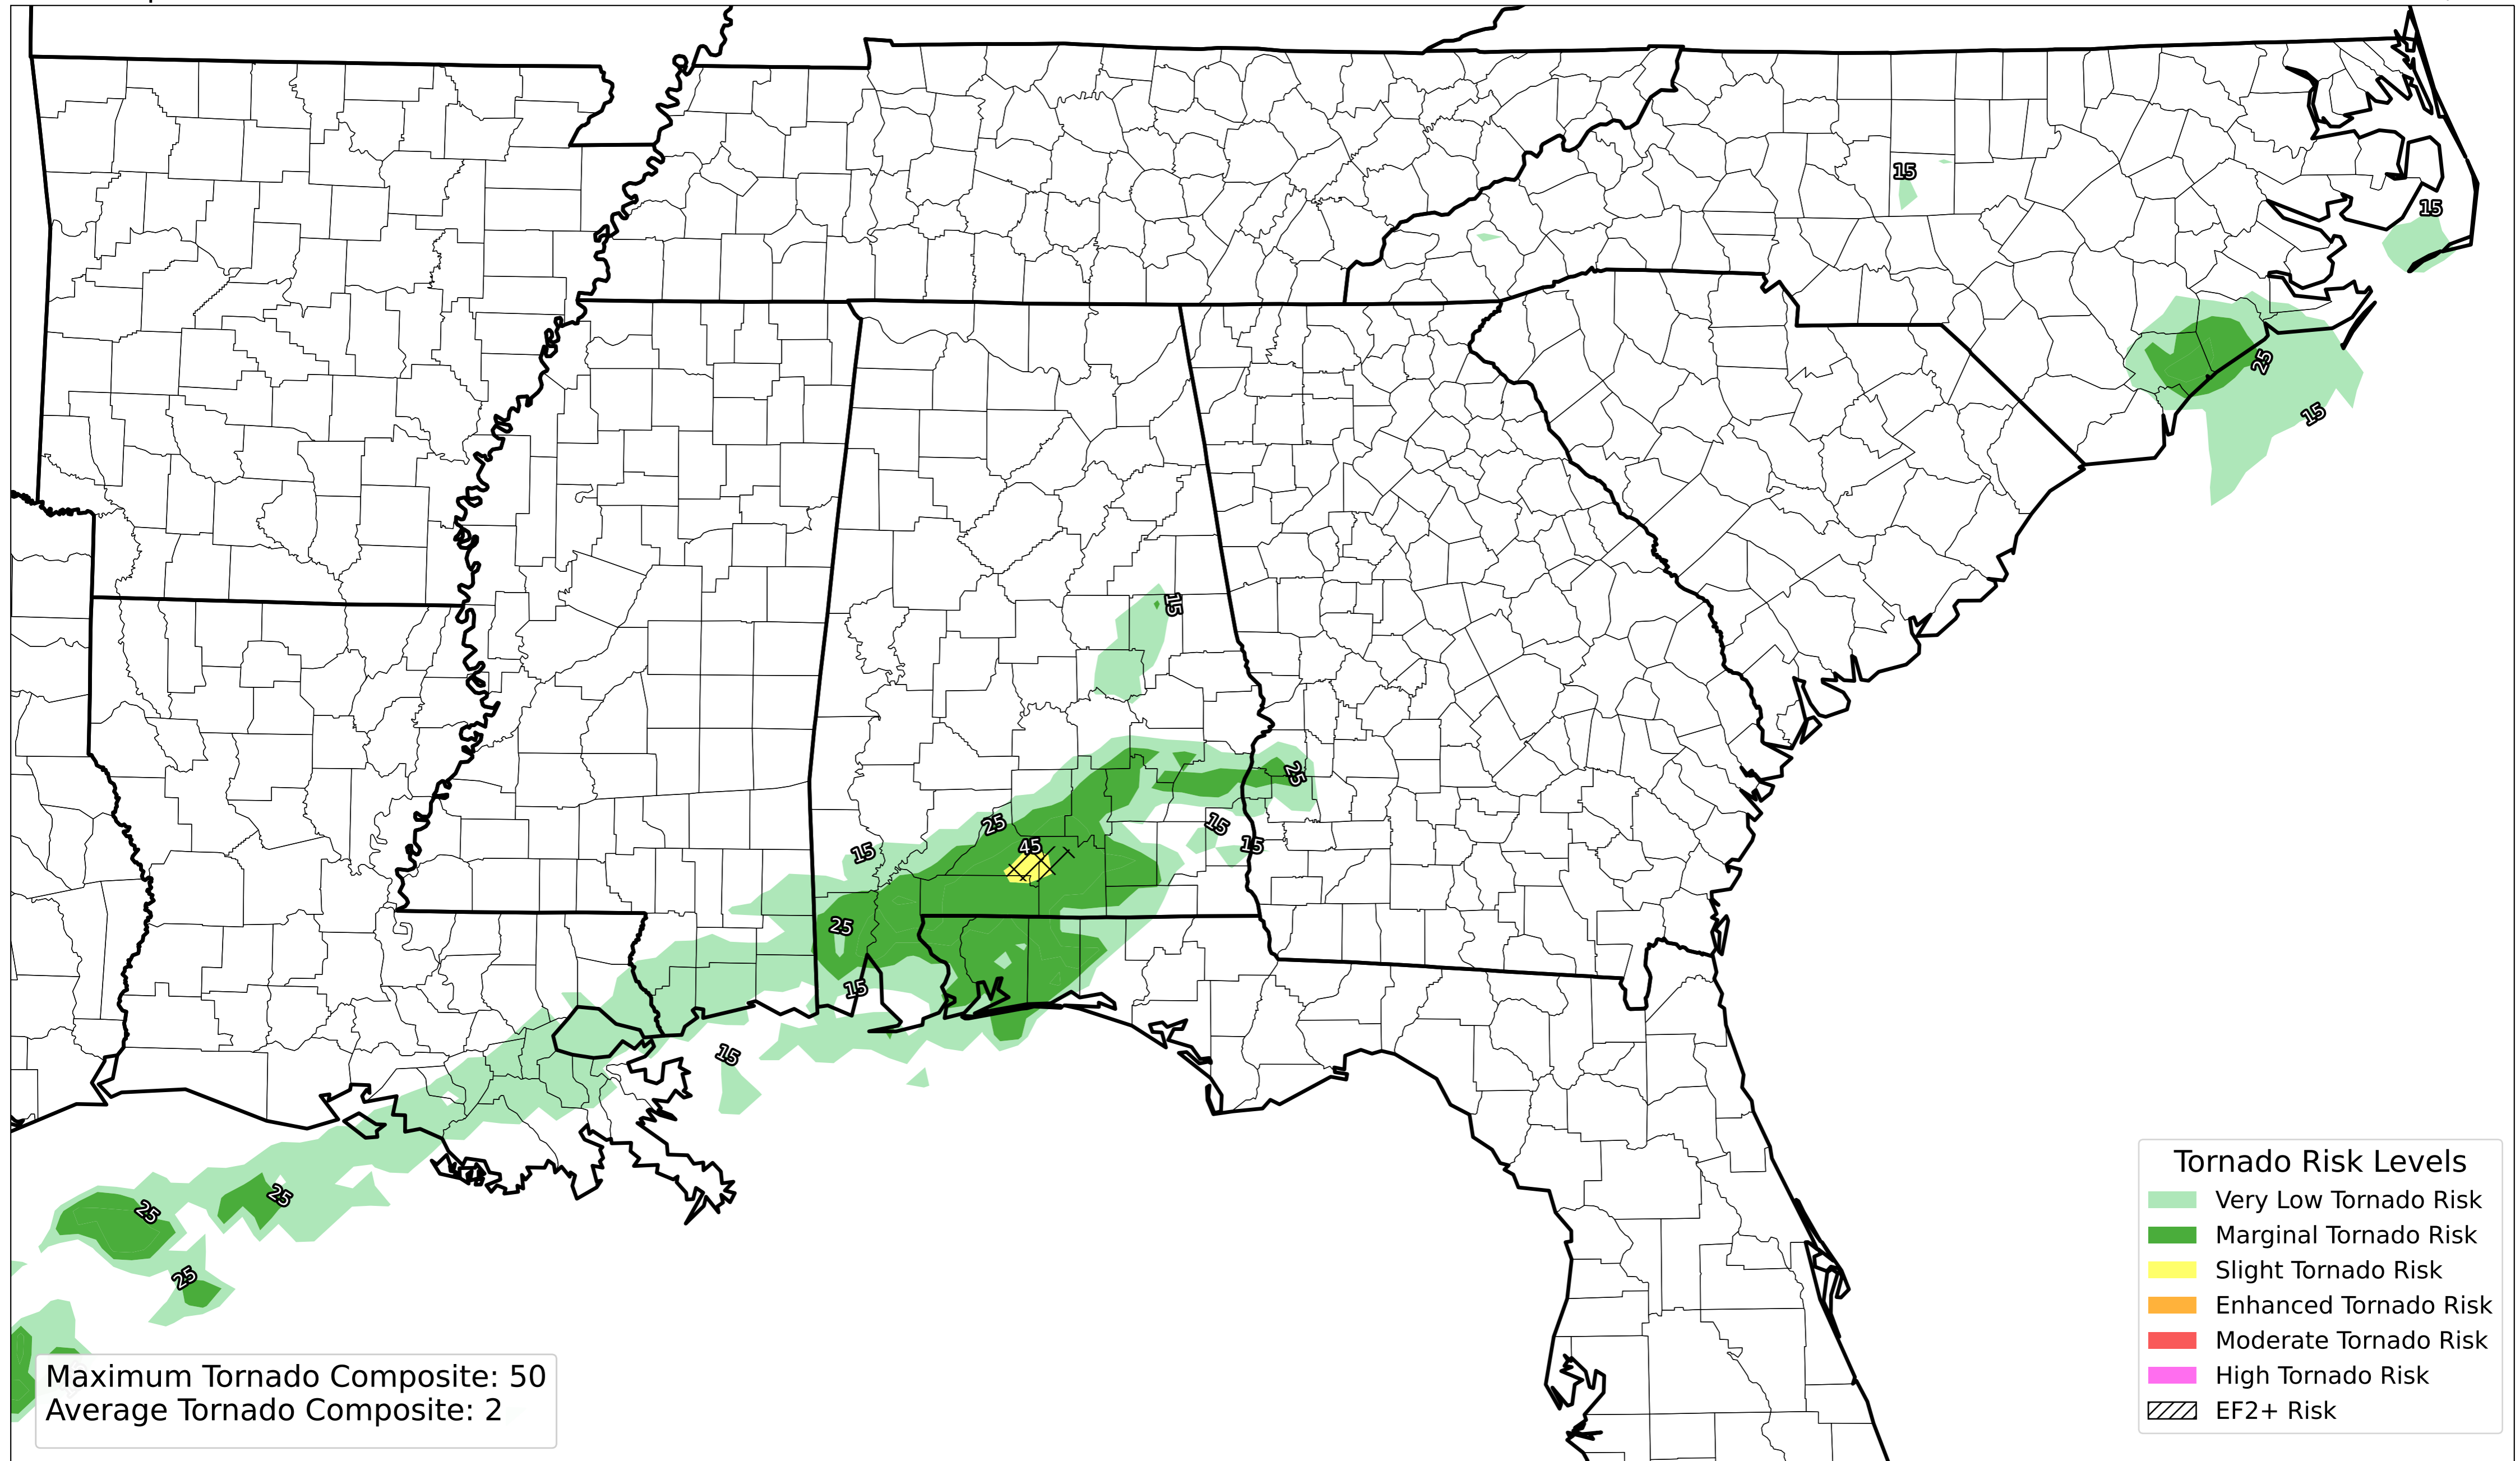 15
15
25
15
15
25
25
15
15
45
15
25
15
15
25
25
25
Tornado Risk Levels
Very Low Tornado Risk
Marginal Tornado Risk
Slight Tornado Risk
Enhanced Tornado Risk
Moderate Tornado Risk
High Tornado Risk
EF2+ Risk
Maximum Tornado Composite: 50
Average Tornado Composite: 2